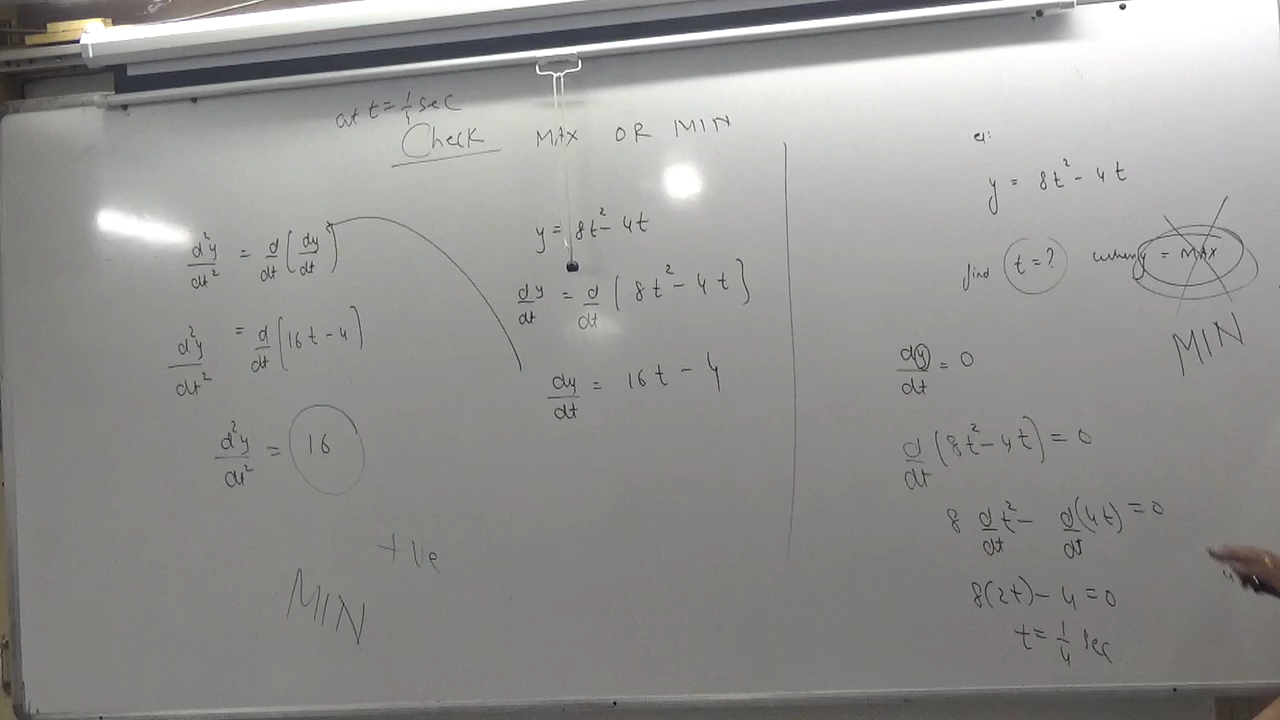 at t = 1/4 sec
Check MAX OR MIN
d²y/dt² = d/dt (dy/dt)
d²y/dt² = d/dt [16t - 4]
d²y/dt² = 16
+ve
MIN
y = 8t² - 4t
dy/dt = d/dt [8t² - 4t]
dy/dt = 16t - 4
y = 8t² - 4t
find t = ? when y = MAX
MIN
dy/dt = 0
d/dt (8t² - 4t) = 0
8 d/dt t² - d/dt (4t) = 0
8(2t) - 4 = 0
t = 1/4 sec